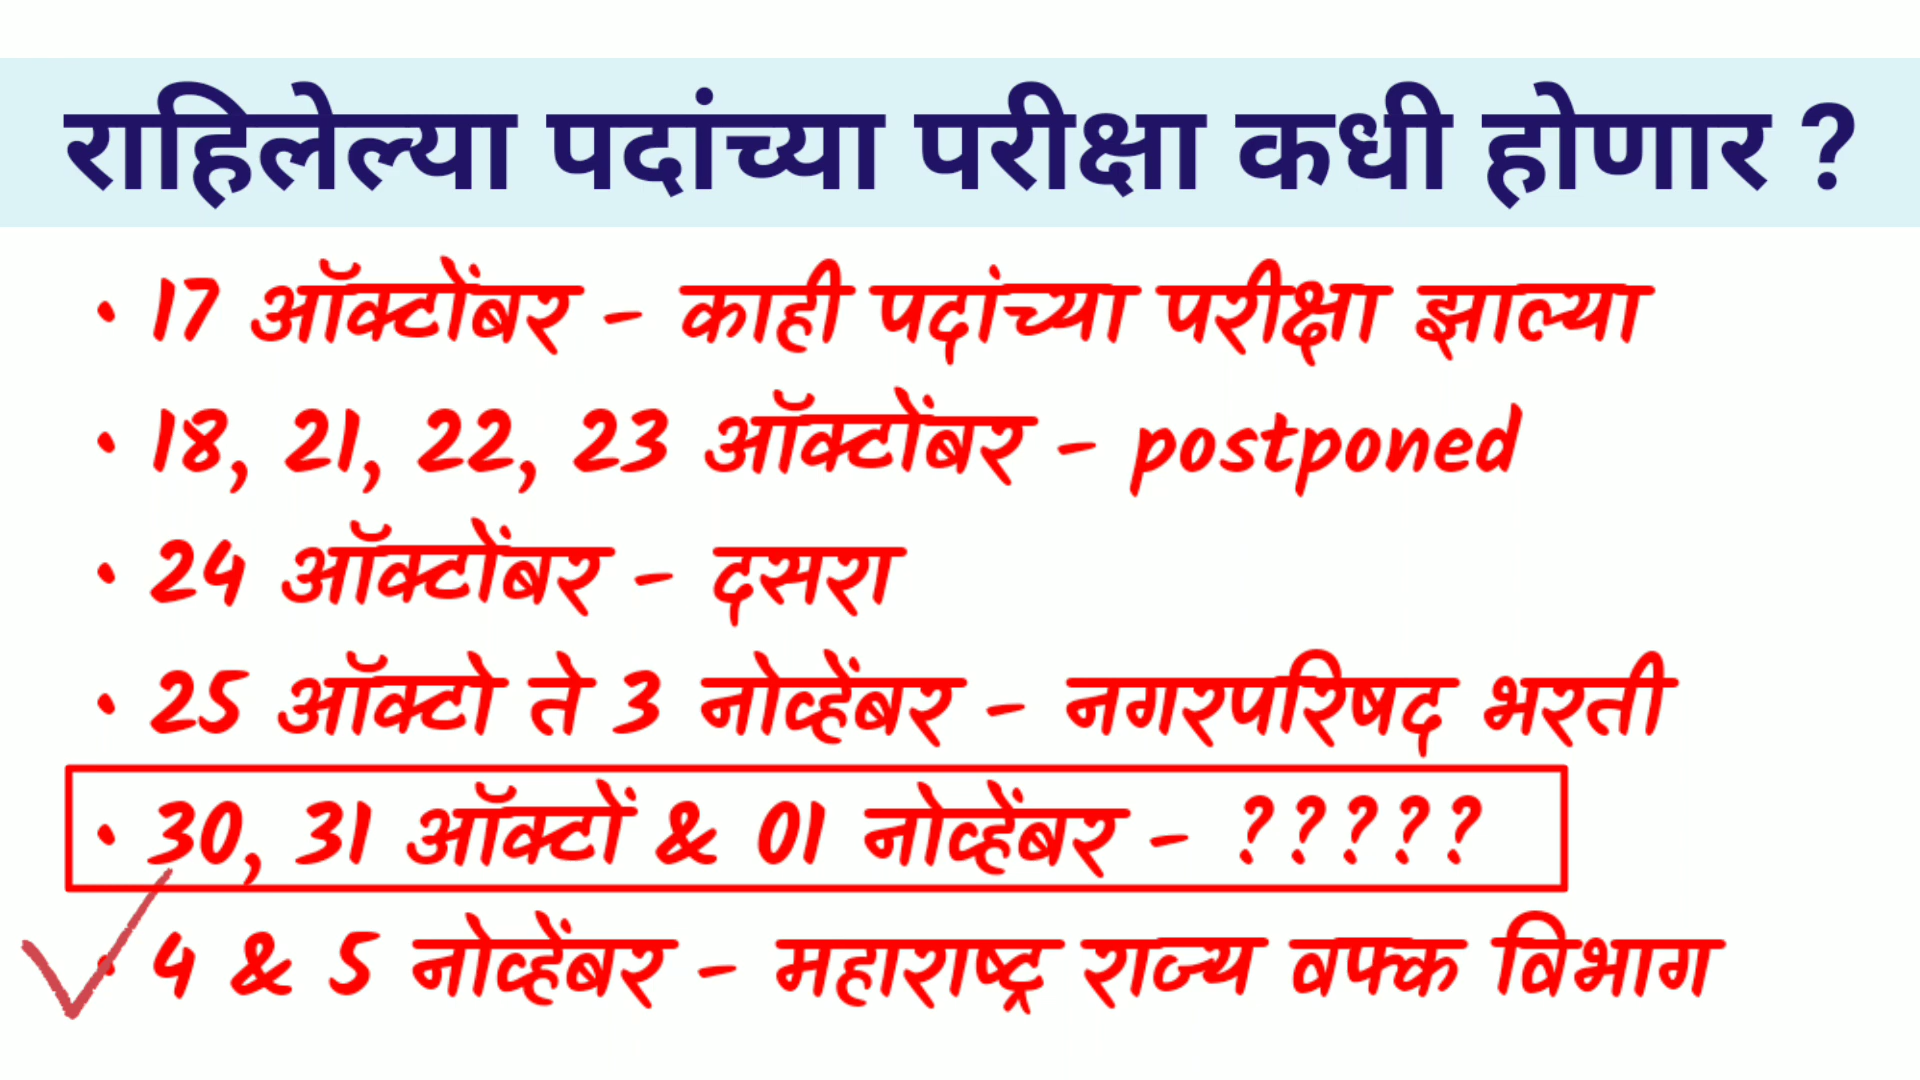 राहिलेल्या पदांच्या परीक्षा कधी होणार ?
• 17 ऑक्टोंबर - काही पदांच्या परीक्षा झाल्या
• 18, 21, 22, 23 ऑक्टोंबर - postponed
• 24 ऑक्टोंबर - दसरा
• 25 ऑक्टो ते 3 नोव्हेंबर - नगरपरिषद भरती
• 30, 31 ऑक्टों & 01 नोव्हेंबर - ?????
• 4 & 5 नोव्हेंबर - महाराष्ट्र राज्य वफ्क विभाग